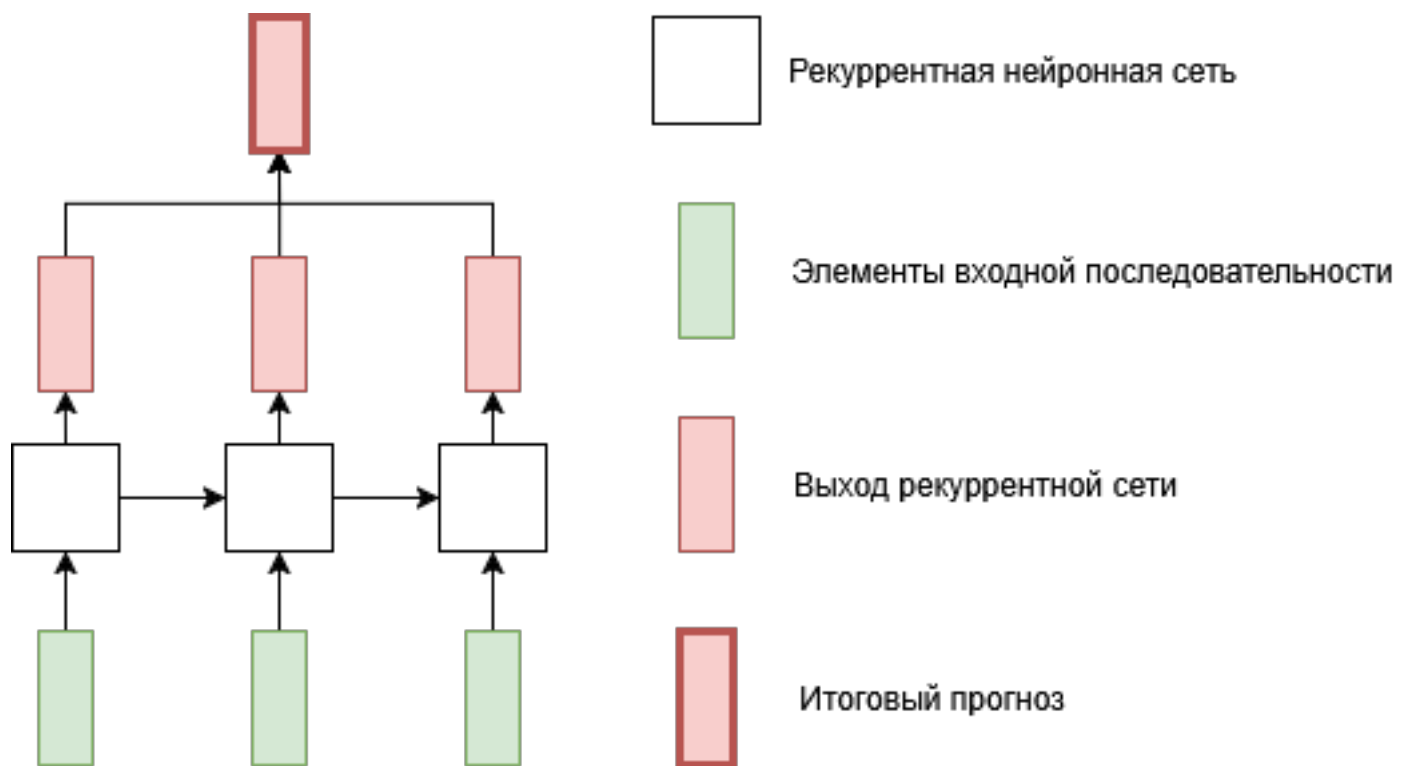 Рекуррентная нейронная сеть
Элементы входной последовательности
Выход рекуррентной сети
Итоговый прогноз